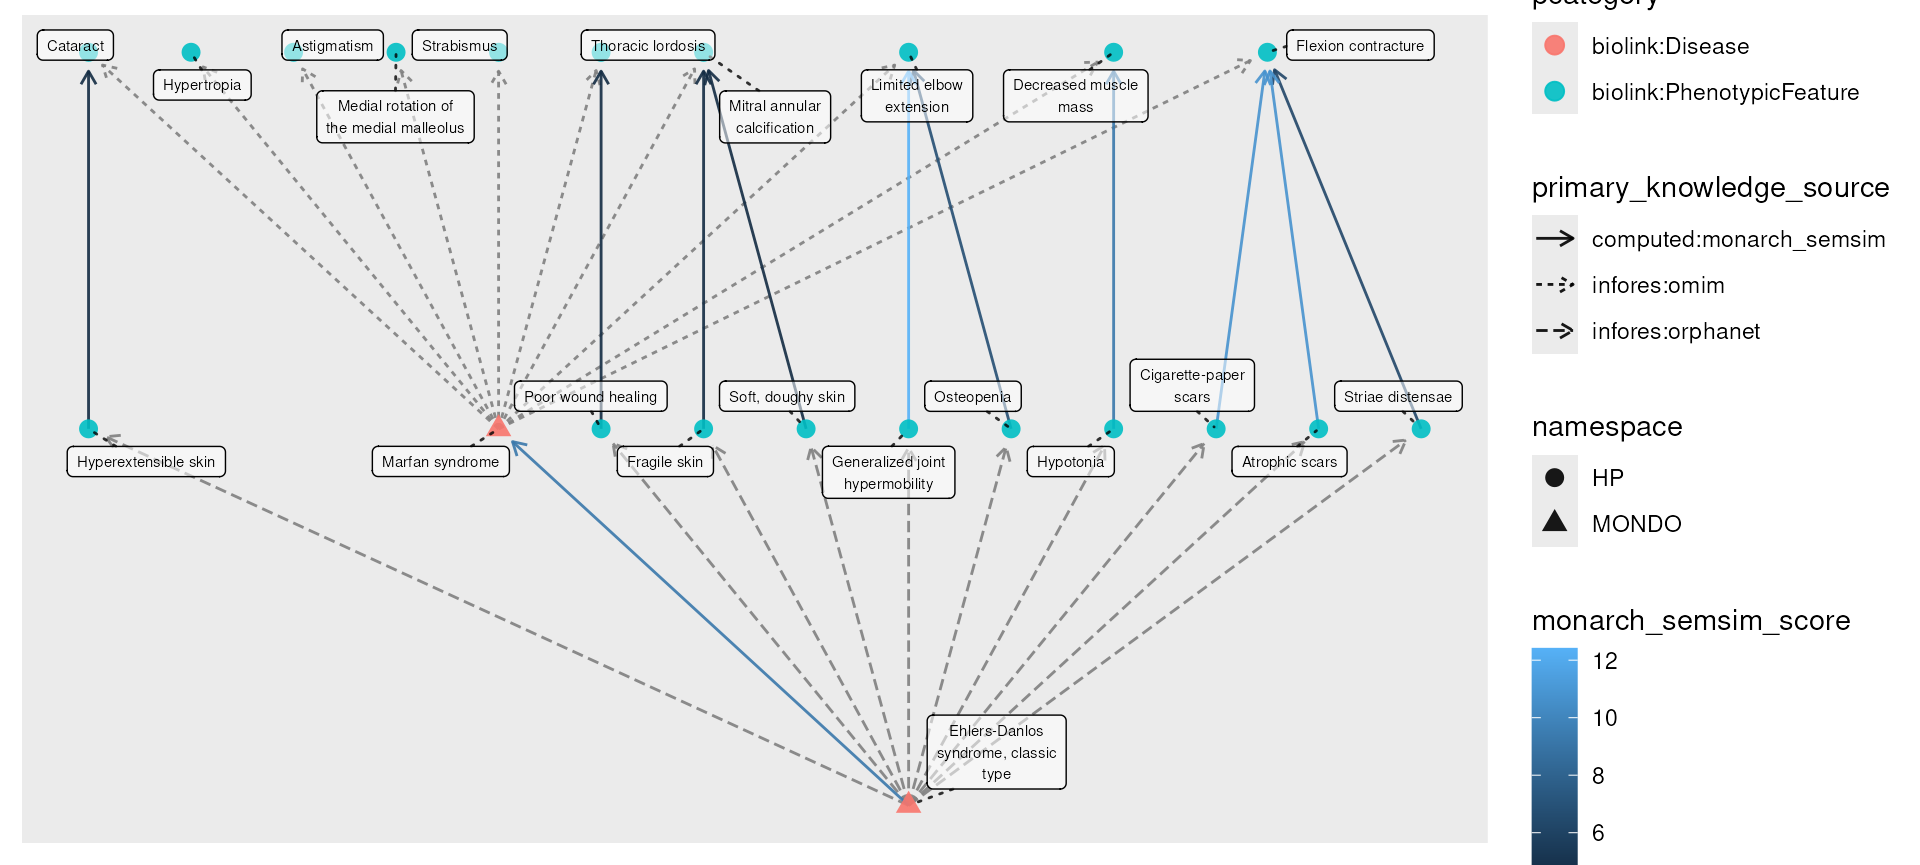 Cataract
Hypertropia
Astigmatism
Medial rotation of
the medial malleolus
Strabismus
Thoracic lordosis
Mitral annular
calcification
Limited elbow
extension
Decreased muscle
mass
Flexion contracture
Hyperextensible skin
Marfan syndrome
Poor wound healing
Fragile skin
Soft, doughy skin
Generalized joint
hypermobility
Osteopenia
Hypotonia
Cigarette-paper
scars
Atrophic scars
Striae distensae
Ehlers-Danlos
syndrome, classic
type
pcategory
biolink:Disease
biolink:PhenotypicFeature
primary_knowledge_source
computed:monarch_semsim
infores:omim
infores:orphanet
namespace
HP
MONDO
monarch_semsim_score
12
10
8
6